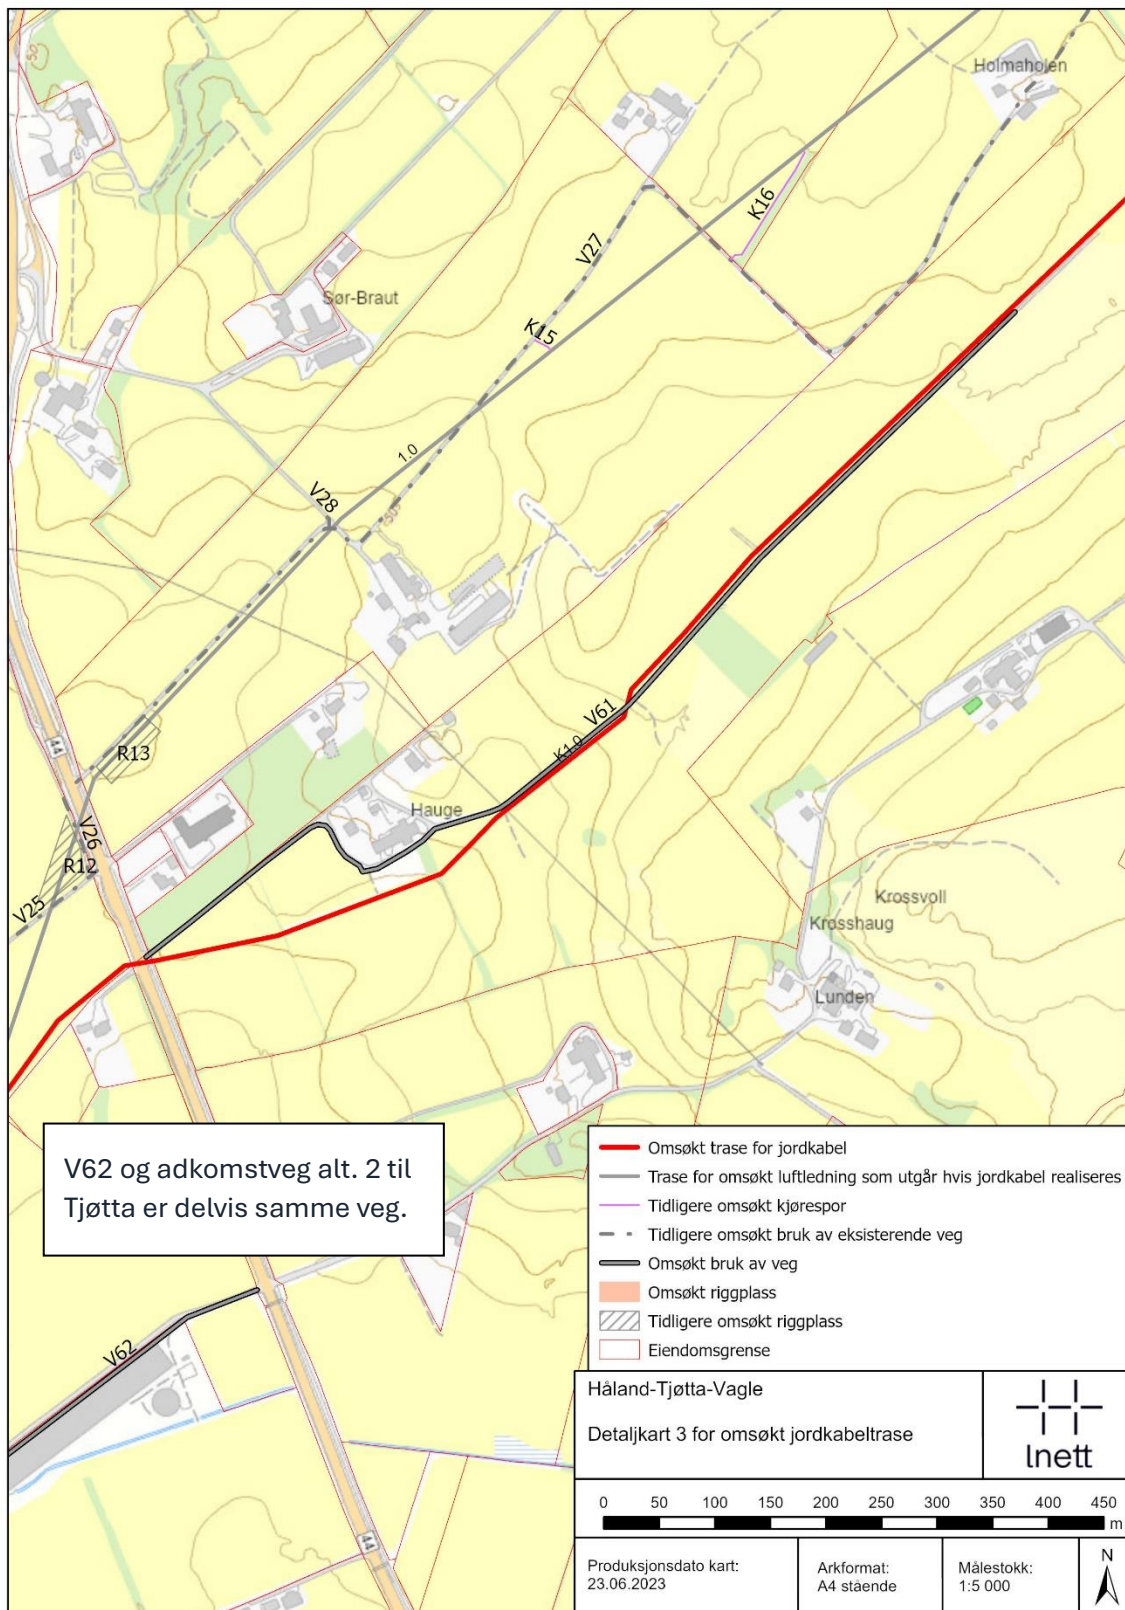 50
Holmaholen
K16
V27
Sør-Braut
K15
1.0
V28
50
V61
K1.0
44
R13
Hauge
V26
R12
V25
Krossvoll
Krosshaug
Lunden
V62 og adkomstveg alt. 2 til
Tjøtta er delvis samme veg.
V62
44
Omsøkt trase for jordkabel
Trase for omsøkt luftledning som utgår hvis jordkabel realiseres
Tidligere omsøkt kjørespor
Tidligere omsøkt bruk av eksisterende veg
Omsøkt bruk av veg
Omsøkt riggplass
Tidligere omsøkt riggplass
Eiendomsgrense
Håland-Tjøtta-Vagle
Detaljkart 3 for omsøkt jordkabeltrase
lnett
0 50 100 150 200 250 300 350 400 450
m
Produksjonsdato kart:
23.06.2023
Arkformat:
A4 stående
Målestokk:
1:5 000
N